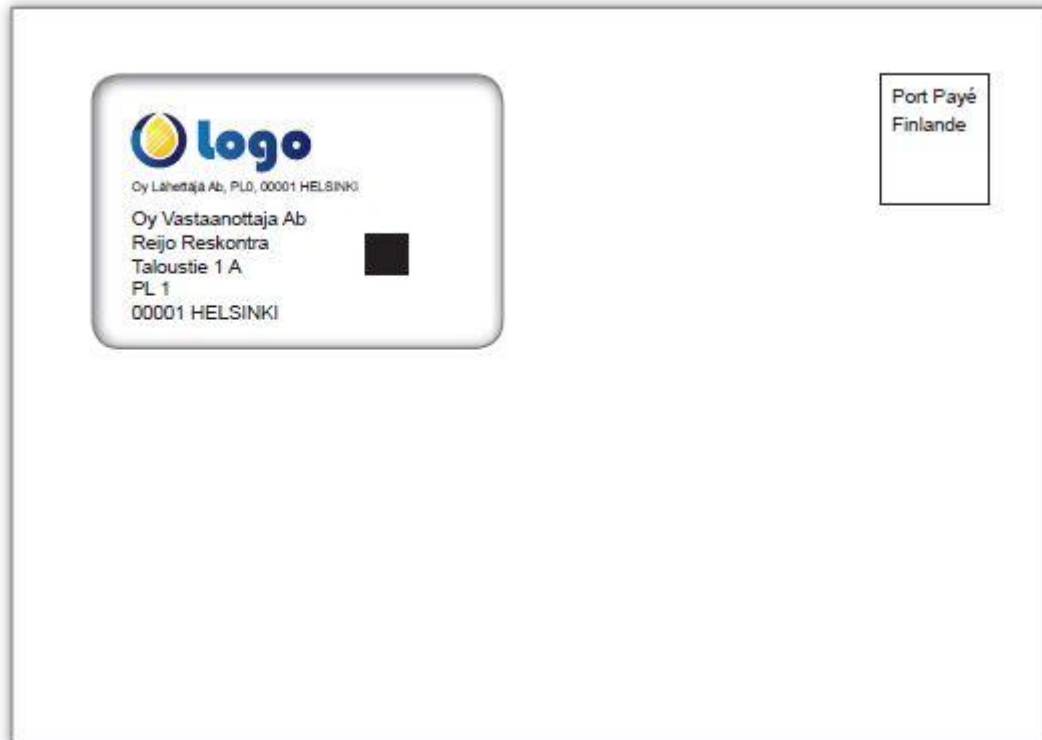 Logo
Oy Lähettäjä Ab, PL0, 00001 HELSINKI
Oy Vastaanottaja Ab
Reijo Reskontra
Taloustie 1 A
PL 1
00001 HELSINKI
Port Payé
Finlande